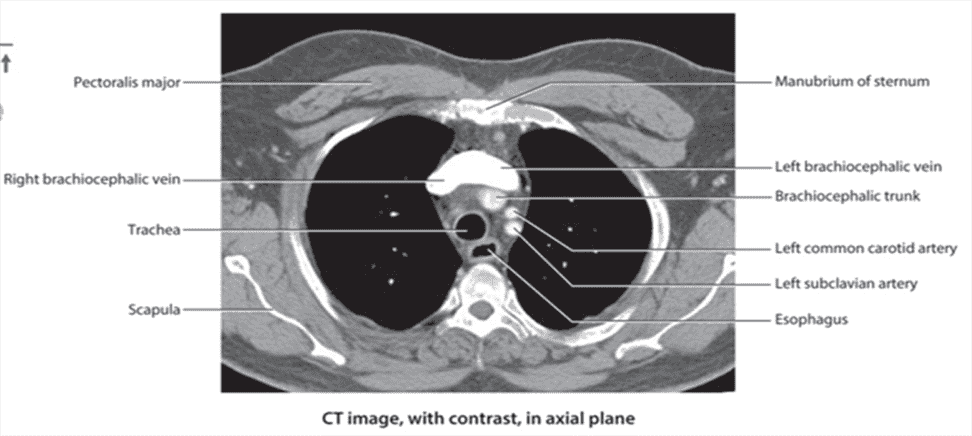 Pectoralis major
Manubrium of sternum
Right brachiocephalic vein
Left brachiocephalic vein
Brachiocephalic trunk
Trachea
Left common carotid artery
Left subclavian artery
Scapula
Esophagus
CT image, with contrast, in axial plane